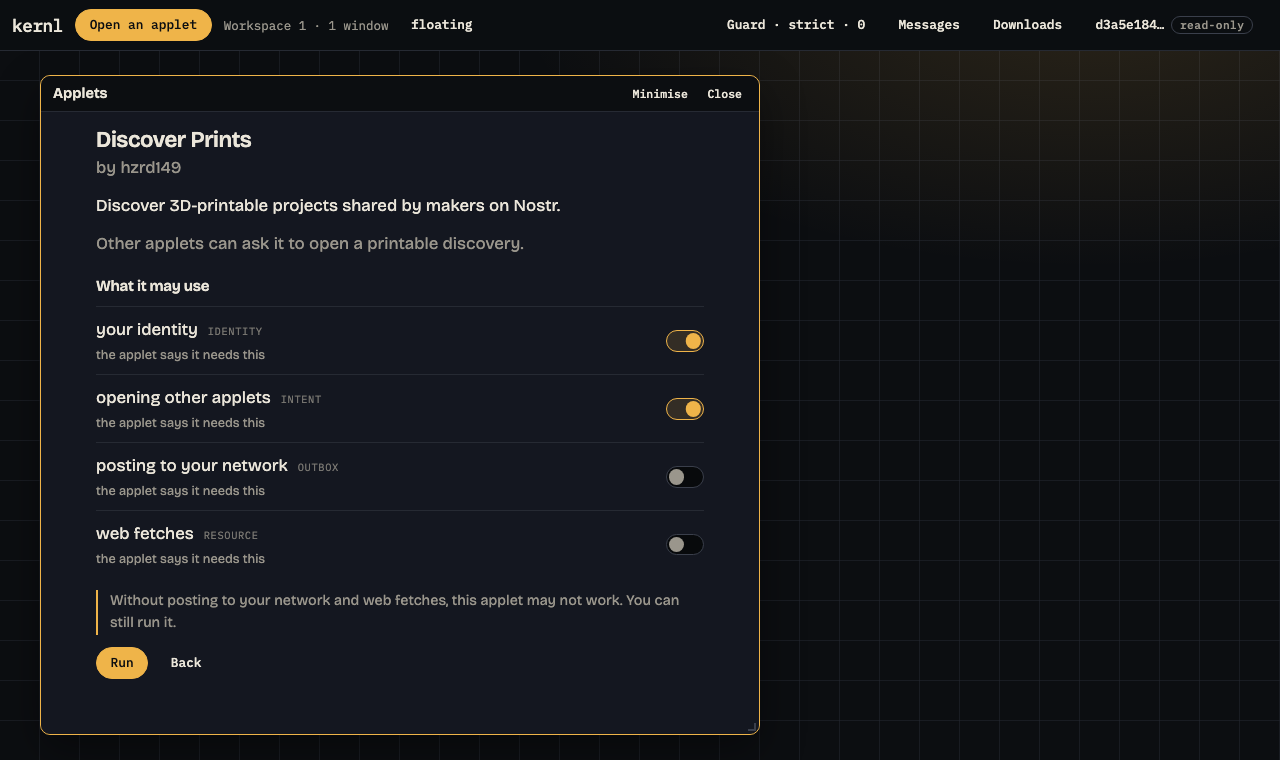 kernl Open an applet Workspace 1 · 1 window floating Guard · strict · 0 Messages Downloads d3a5e184… read-only
Applets Minimise Close
Discover Prints
by hzrd149
Discover 3D-printable projects shared by makers on Nostr.
Other applets can ask it to open a printable discovery.
What it may use
your identity IDENTITY
the applet says it needs this
opening other applets INTENT
the applet says it needs this
posting to your network OUTBOX
the applet says it needs this
web fetches RESOURCE
the applet says it needs this
Without posting to your network and web fetches, this applet may not work. You can
still run it.
Run Back